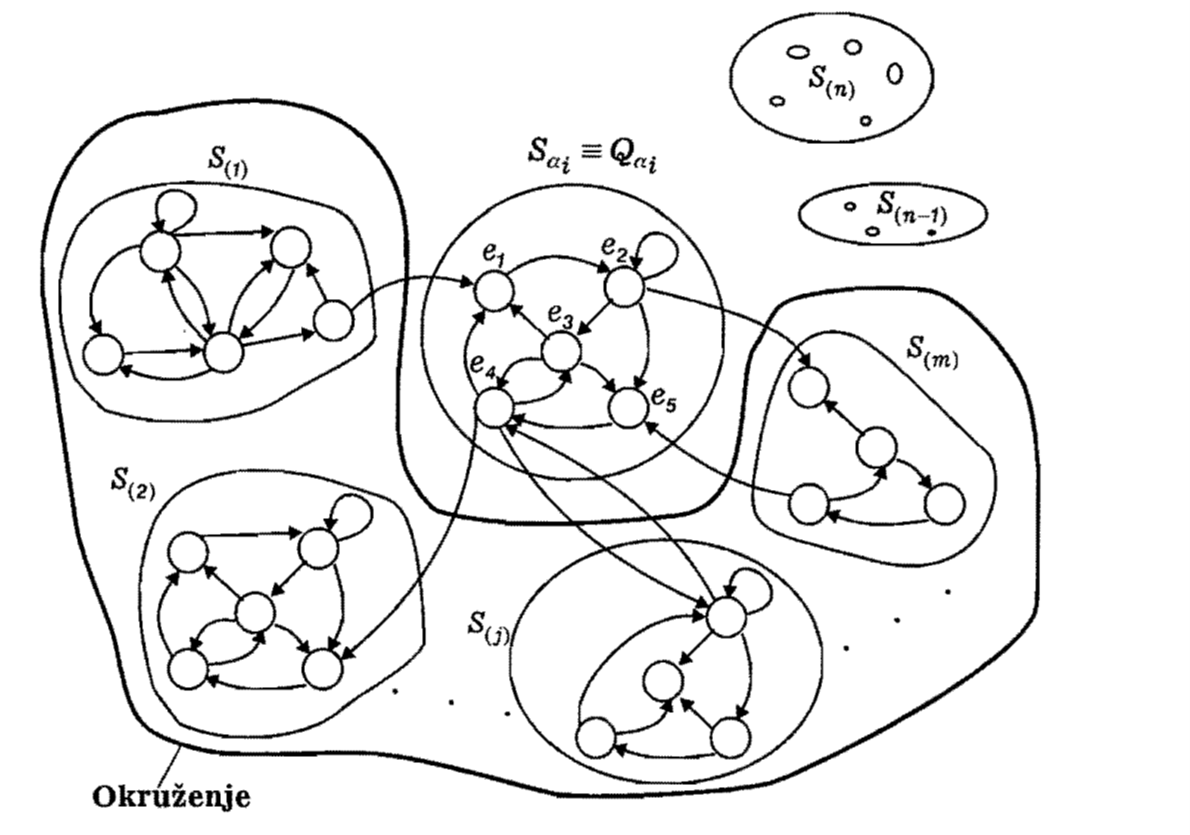 S(n)
S(1)
Sαi ≡ Qαi
S(n-1)
e1
e2
e3
S(m)
e4
e5
S(2)
S(j)
Okruženje